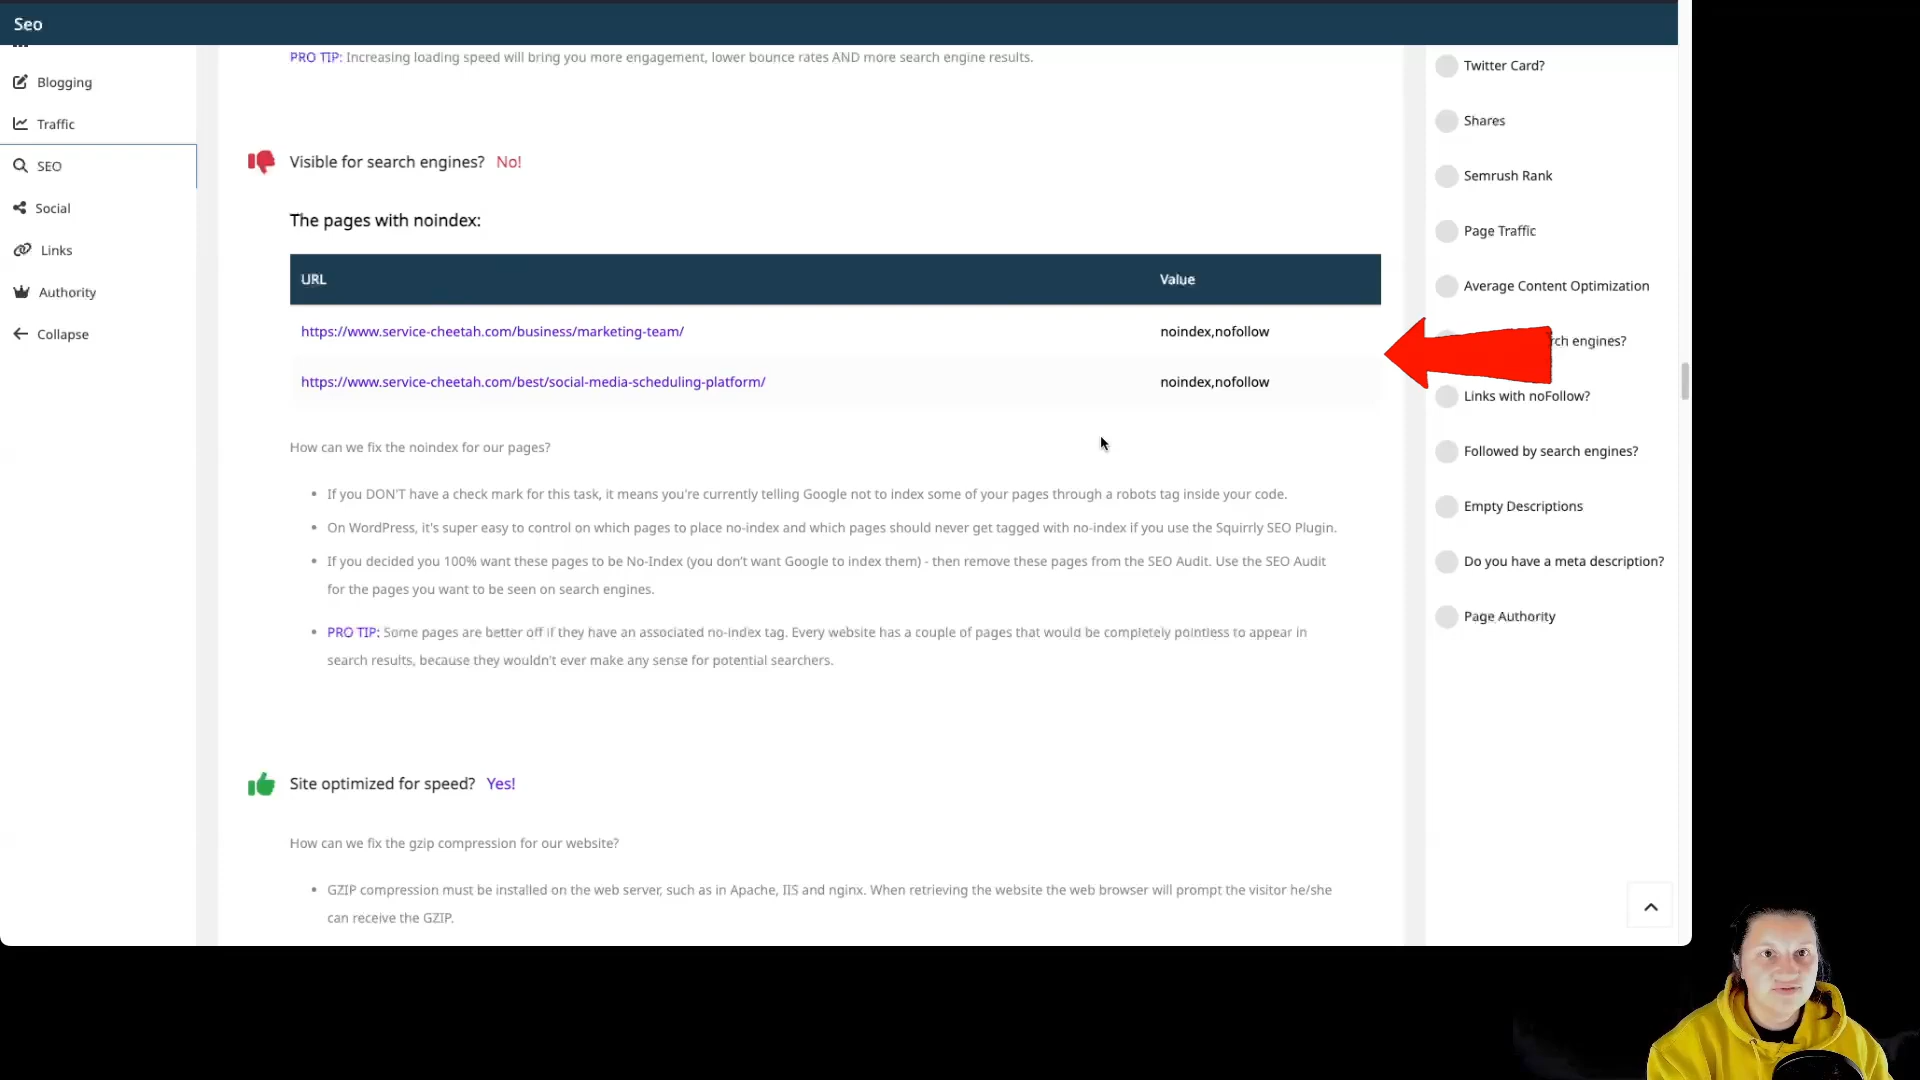 Seo
Blogging
Traffic
SEO
Social
Links
Authority
Collapse
PRO TIP: Increasing loading speed will bring you more engagement, lower bounce rates AND more search engine results.
Visible for search engines? No!
The pages with noindex:
URL Value
https://www.service-cheetah.com/business/marketing-team/ noindex,nofollow
https://www.service-cheetah.com/best/social-media-scheduling-platform/ noindex,nofollow
How can we fix the noindex for our pages?
• If you DON'T have a check mark for this task, it means you're currently telling Google not to index some of your pages through a robots tag inside your code.
• On WordPress, it's super easy to control on which pages to place no-index and which pages should never get tagged with no-index if you use the Squirrly SEO Plugin.
• If you decided you 100% want these pages to be No-Index (you don't want Google to index them) - then remove these pages from the SEO Audit. Use the SEO Audit
for the pages you want to be seen on search engines.
• PRO TIP: Some pages are better off if they have an associated no-index tag. Every website has a couple of pages that would be completely pointless to appear in
search results, because they wouldn't ever make any sense for potential searchers.
Site optimized for speed? Yes!
How can we fix the gzip compression for our website?
• GZIP compression must be installed on the web server, such as in Apache, IIS and nginx. When retrieving the website the web browser will prompt the visitor he/she
can receive the GZIP.
Twitter Card?
Shares
Semrush Rank
Page Traffic
Average Content Optimization
engines?
Links with noFollow?
Followed by search engines?
Empty Descriptions
Do you have a meta description?
Page Authority